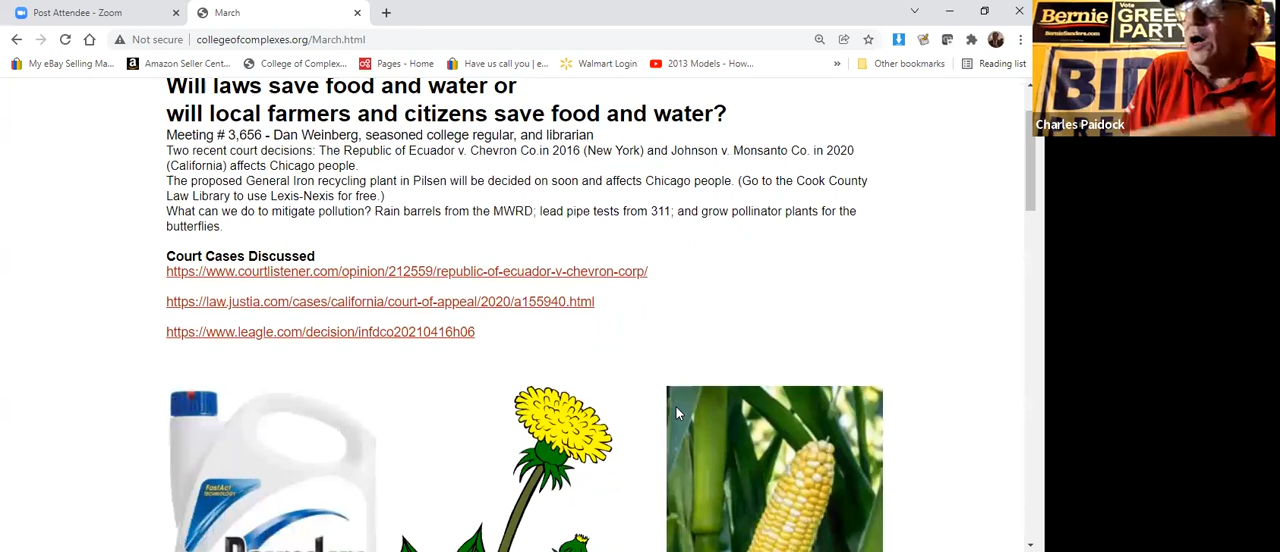 Post Attendee - Zoom
March
Not secure
collegeofcomplexes.org/March.html
My eBay Selling Ma...
Amazon Seller Cent...
College of Complex...
Pages - Home
Have us call you | e...
Walmart Login
2013 Models - How...
»
Other bookmarks
Reading list
Will laws save food and water or
will local farmers and citizens save food and water?
Meeting # 3,656 - Dan Weinberg, seasoned college regular, and librarian
Two recent court decisions: The Republic of Ecuador v. Chevron Co.in 2016 (New York) and Johnson v. Monsanto Co. in 2020
(California) affects Chicago people.
The proposed General Iron recycling plant in Pilsen will be decided on soon and affects Chicago people. (Go to the Cook County
Law Library to use Lexis-Nexis for free.)
What can we do to mitigate pollution? Rain barrels from the MWRD; lead pipe tests from 311; and grow pollinator plants for the
butterflies.
Court Cases Discussed
https://www.courtlistener.com/opinion/212559/republic-of-ecuador-v-chevron-corp/
https://law.justia.com/cases/california/court-of-appeal/2020/a155940.html
https://www.leagle.com/decision/infdco20210416h06
FastAct
TECHNOLOGY
Roundup
Bernie
BernieSanders.com
Vote
PARTY
Charles Paidock